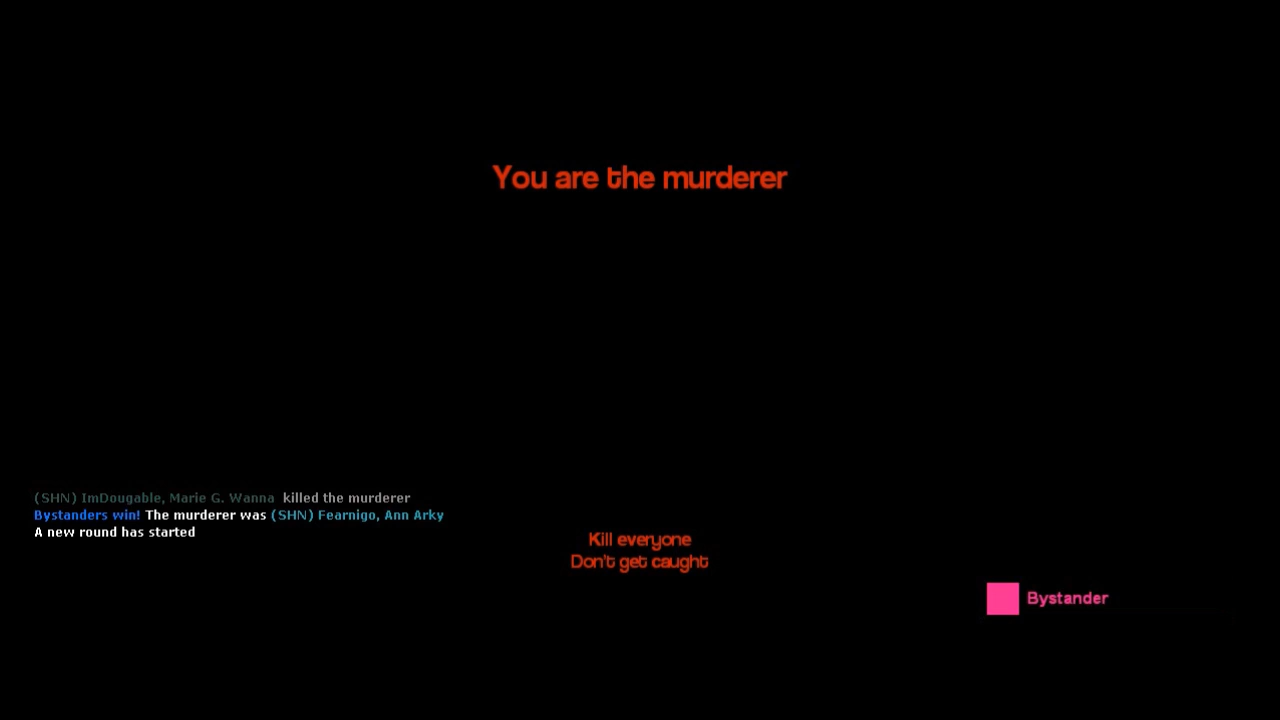 You are the murderer
(SHN) ImDougable, Marie G. Wanna killed the murderer
Bystanders win! The murderer was (SHN) Fearnigo, Ann Arky
A new round has started
Kill everyone
Don't get caught
Bystander